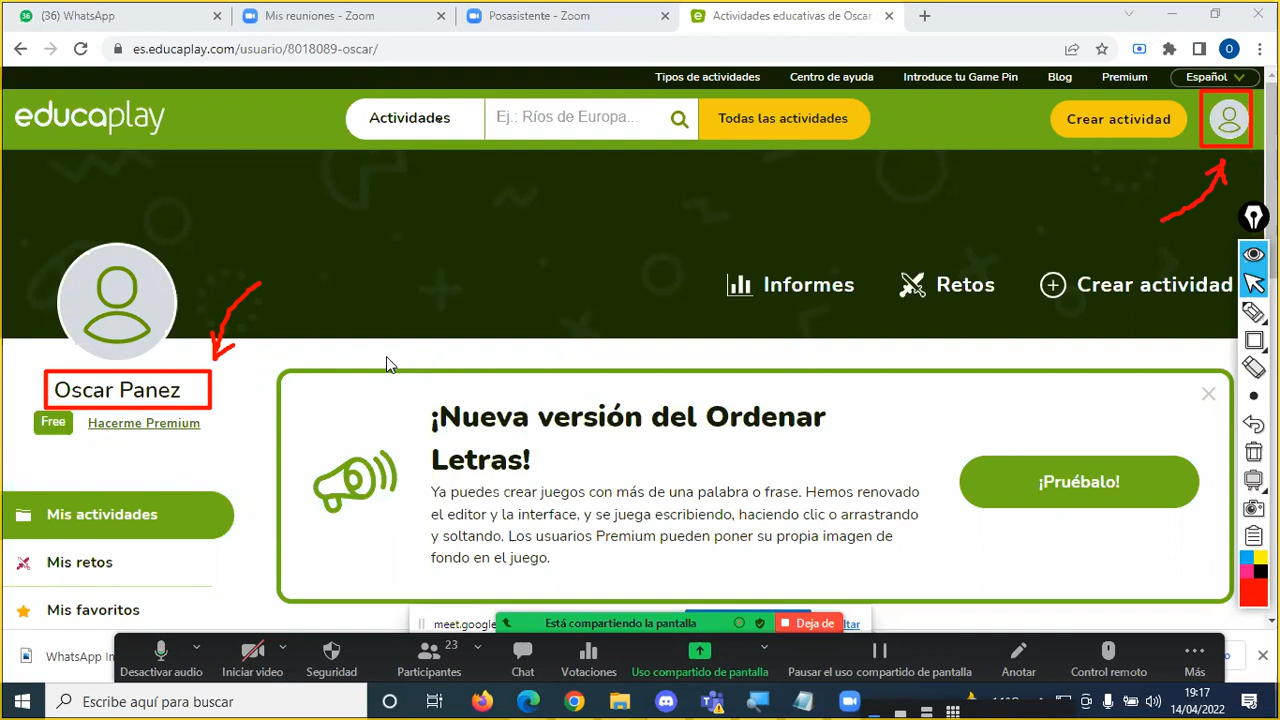 (36) WhatsApp
Mis reuniones - Zoom
Posasistente - Zoom
Actividades educativas de Oscar
es.educaplay.com/usuario/8018089-oscar/
O
Tipos de actividades
Centro de ayuda
Introduce tu Game Pin
Blog
Premium
Español
educaplay
Actividades
Ej.: Ríos de Europa...
Todas las actividades
Crear actividad
Informes
Retos
Crear actividad
Oscar Panez
Free
Hacerme Premium
¡Nueva versión del Ordenar
Letras!
Ya puedes crear juegos con más de una palabra o frase. Hemos renovado
el editor y la interface, y se juega escribiendo, haciendo clic o arrastrando
y soltando. Los usuarios Premium pueden poner su propia imagen de
fondo en el juego.
¡Pruébalo!
Mis actividades
Mis retos
Mis favoritos
meet.google
Está compartiendo la pantalla
Deja de
ltar
WhatsApp Im
Desactivar audio
Iniciar video
Seguridad
23
Participantes
Chat
Votaciones
Uso compartido de pantalla
Pausar el uso compartido de pantalla
Anotar
Control remoto
Más
Escribe aquí para buscar
19:17
14/04/2022